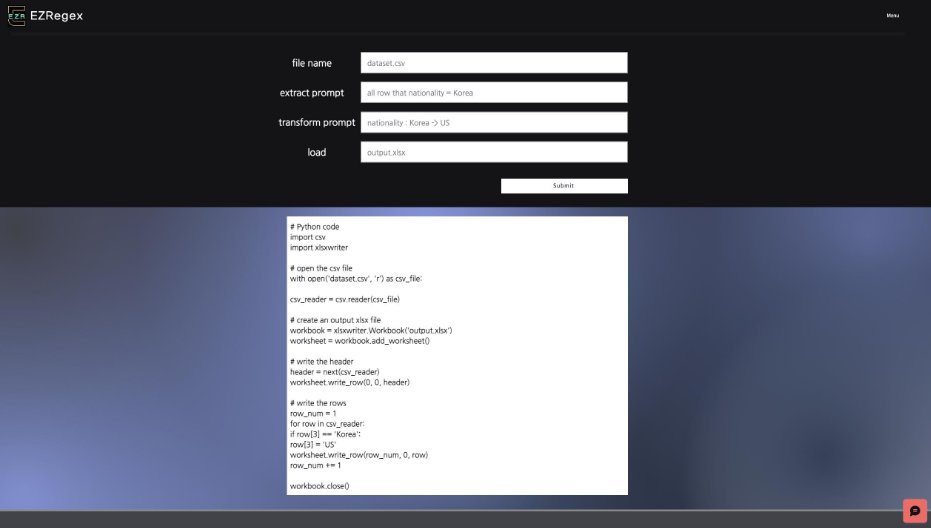 EZR EZRegex
Menu
file name dataset.csv
extract prompt all row that nationality = Korea
transform prompt nationality : Korea -> US
load output.xlsx
Submit
# Python code
import csv
import xlsxwriter
# open the csv file
with open('dataset.csv', 'r') as csv_file:
csv_reader = csv.reader(csv_file)
# create an output xlsx file
workbook = xlsxwriter.Workbook('output.xlsx')
worksheet = workbook.add_worksheet()
# write the header
header = next(csv_reader)
worksheet.write_row(0, 0, header)
# write the rows
row_num = 1
for row in csv_reader:
if row[3] == 'Korea':
row[3] = 'US'
worksheet.write_row(row_num, 0, row)
row_num += 1
workbook.close()